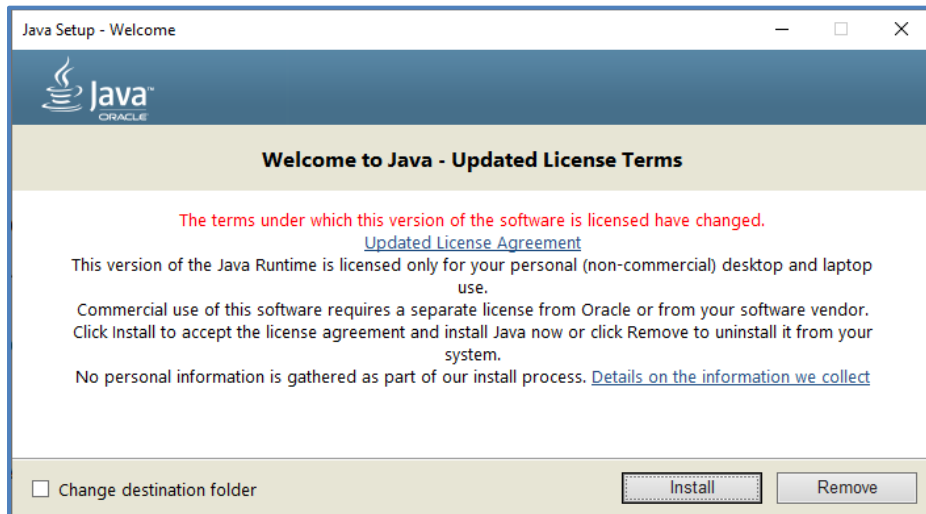 Java Setup - Welcome
Java™
ORACLE
Welcome to Java - Updated License Terms
The terms under which this version of the software is licensed have changed.
Updated License Agreement
This version of the Java Runtime is licensed only for your personal (non-commercial) desktop and laptop
use.
Commercial use of this software requires a separate license from Oracle or from your software vendor.
Click Install to accept the license agreement and install Java now or click Remove to uninstall it from your
system.
No personal information is gathered as part of our install process. Details on the information we collect
Change destination folder
Install
Remove